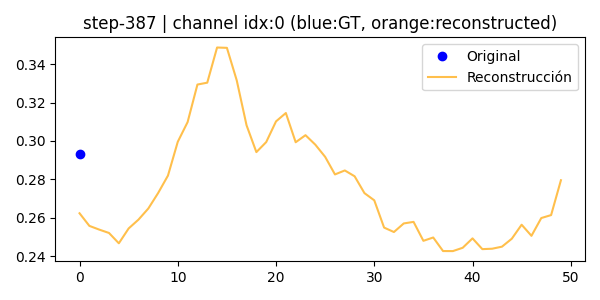 step-387 | channel idx:0 (blue:GT, orange:reconstructed)
Original
Reconstrucción
0.34
0.32
0.30
0.28
0.26
0.24
0 10 20 30 40 50